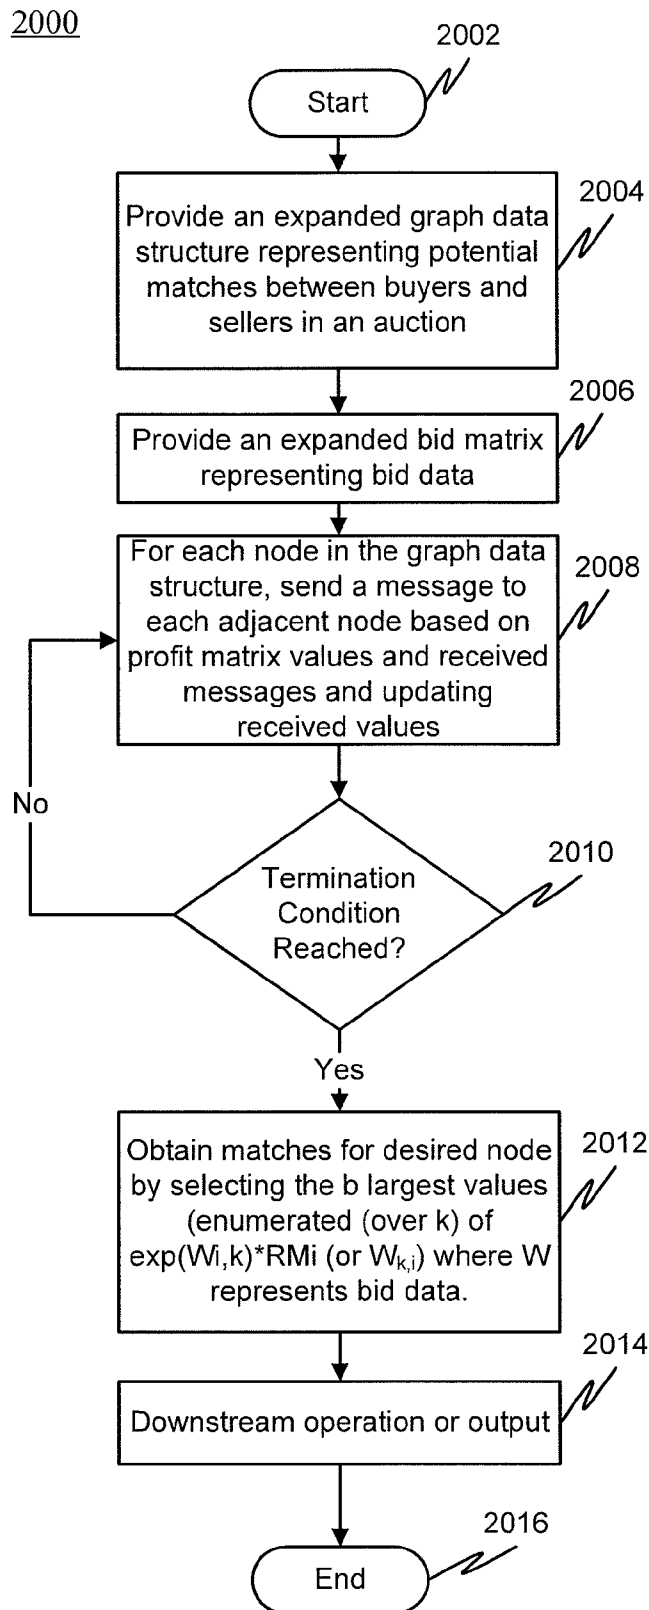 2000
2002
Start
2004
Provide an expanded graph data
structure representing potential
matches between buyers and
sellers in an auction
2006
Provide an expanded bid matrix
representing bid data
2008
For each node in the graph data
structure, send a message to
each adjacent node based on
profit matrix values and received
messages and updating
received values
No
2010
Termination
Condition
Reached?
Yes
2012
Obtain matches for desired node
by selecting the b largest values
(enumerated (over k) of
exp(Wi,k)*RMi (or Wk,i) where W
represents bid data.
2014
Downstream operation or output
2016
End